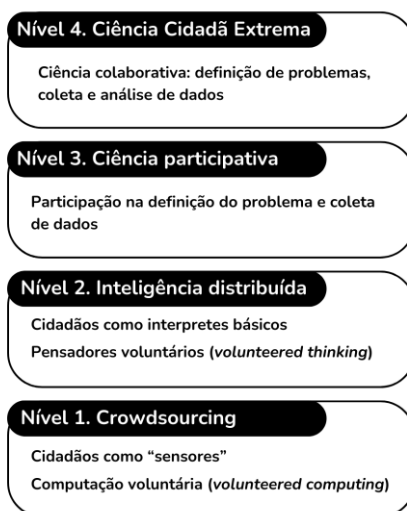 Nível 4. Ciência Cidadã Extrema
Ciência colaborativa: definição de problemas,
coleta e análise de dados
Nível 3. Ciência participativa
Participação na definição do problema e coleta
de dados
Nível 2. Inteligência distribuída
Cidadãos como interpretes básicos
Pensadores voluntários (volunteered thinking)
Nível 1. Crowdsourcing
Cidadãos como “sensores”
Computação voluntária (volunteered computing)